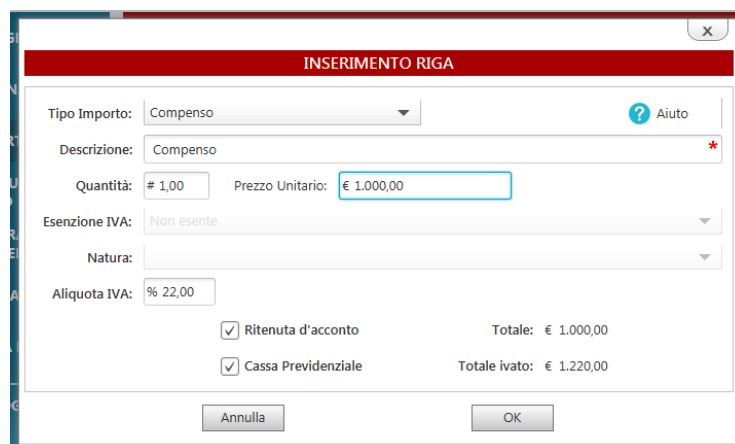 x
INSERIMENTO RIGA
Tipo Importo: Compenso ? Aiuto
Descrizione: Compenso *
Quantità: # 1,00 Prezzo Unitario: € 1.000,00
Esenzione IVA: Non esente
Natura:
Aliquota IVA: % 22,00
Ritenuta d'acconto Totale: € 1.000,00
Cassa Previdenziale Totale ivato: € 1.220,00
Annulla OK